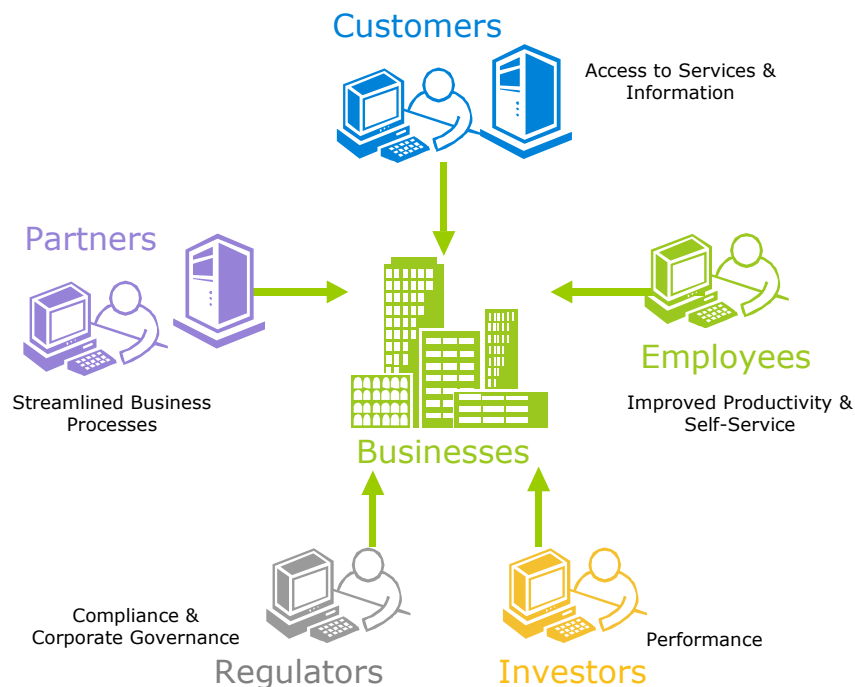 Customers
Access to Services &
Information
Partners
Employees
Streamlined Business
Processes
Improved Productivity &
Self-Service
Businesses
Compliance &
Corporate Governance
Performance
Regulators
Investors